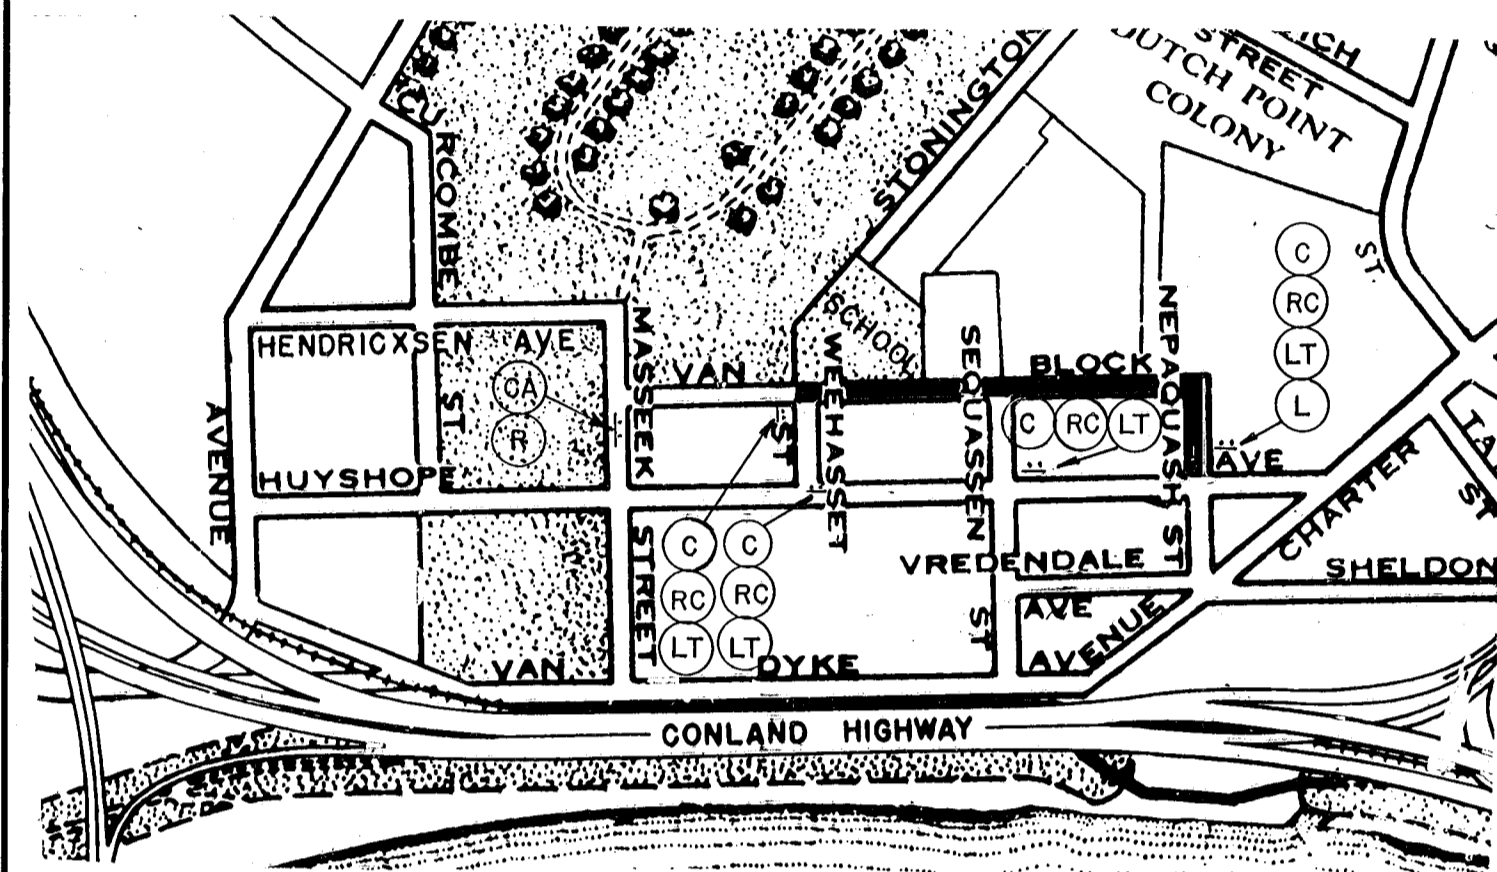 STREET
DUTCH POINT
COLONY
STONINGTON
CURCOMBE
ST.
C
RC
LT
L
SCHOOL
NEPAQUASH ST
SEQUASSEN ST
WEEHASSET
ST
MASSEEK STREET
HENDRICXSEN AVE
ST.
VAN BLOCK AVE
CA
R
C RC LT
AVENUE
HUYSHOPE
CHARTER
ST
C C
RC RC
LT LT
VREDENDALE
AVE
SHELDON
AVENUE
VAN DYKE
CONLAND HIGHWAY